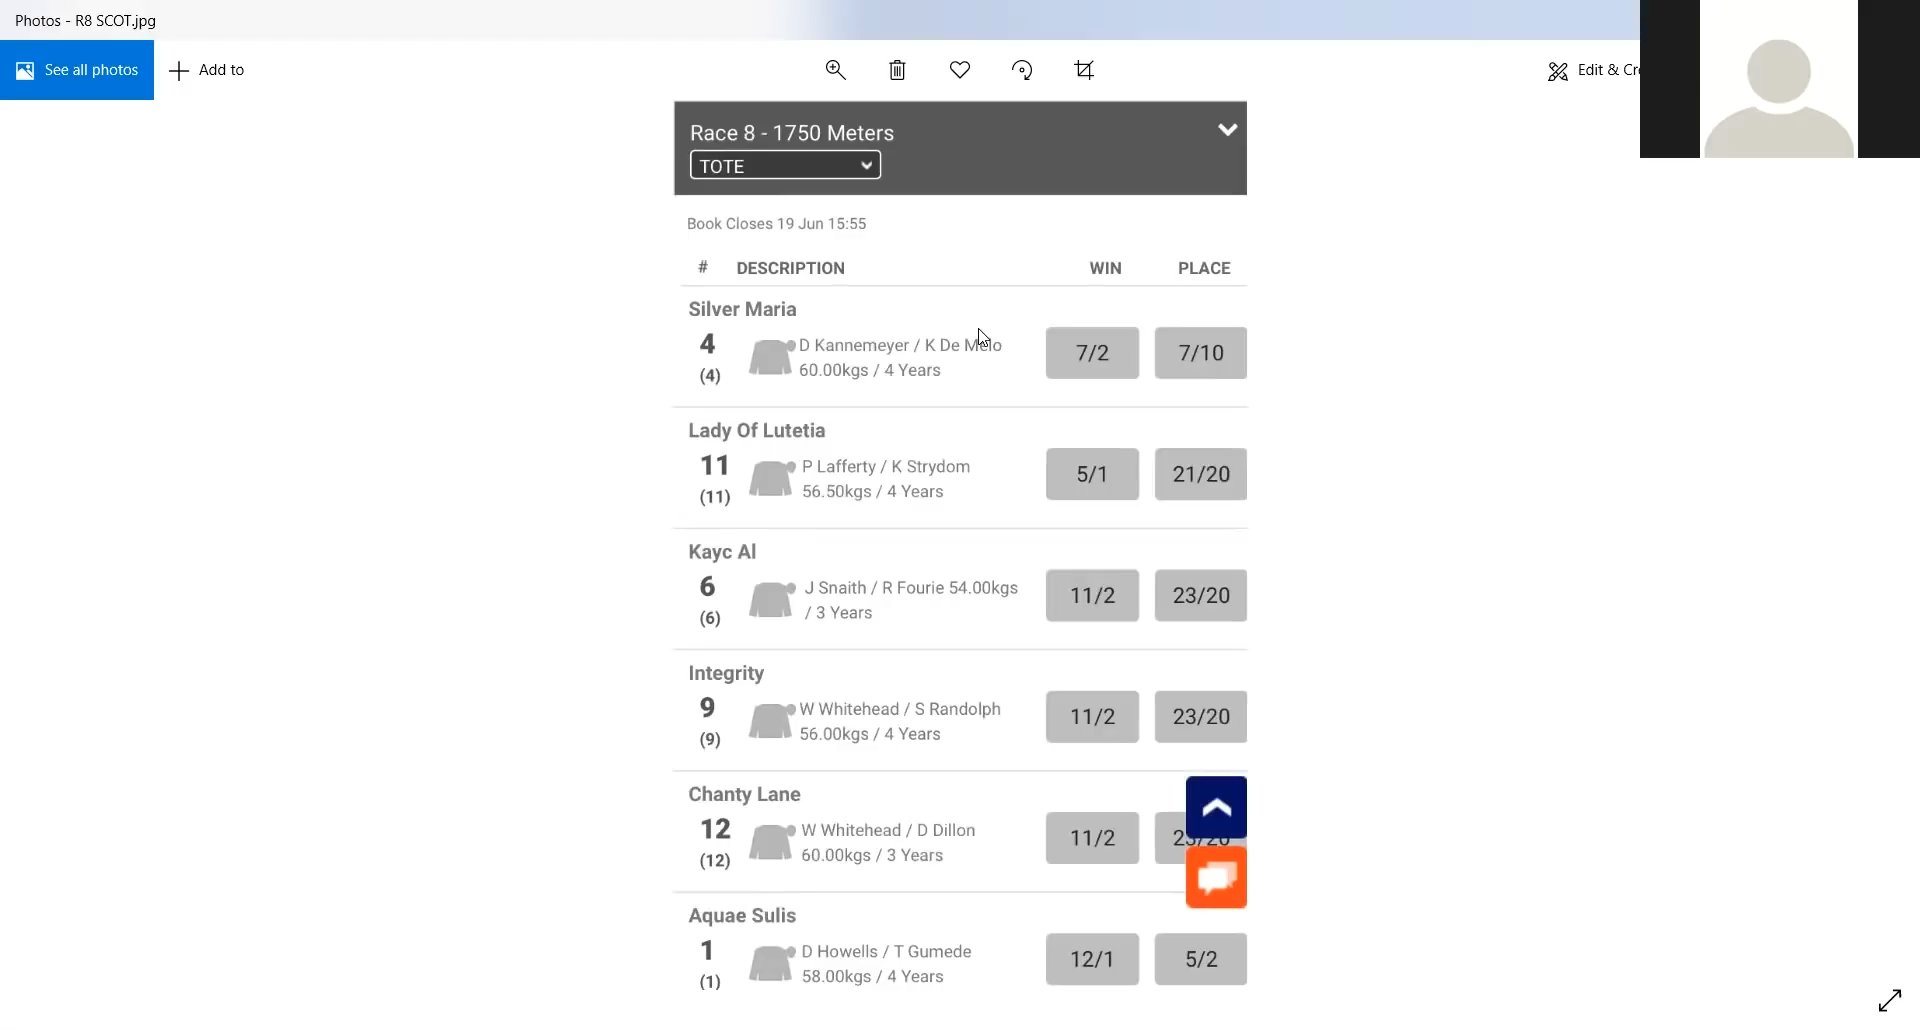 Photos - R8 SCOT.jpg
See all photos
Add to
Edit &
Race 8 - 1750 Meters
TOTE
Book Closes 19 Jun 15:55
# DESCRIPTION WIN PLACE
Silver Maria
4 D Kannemeyer / K De Melo 7/2 7/10
(4) 60.00kgs / 4 Years
Lady Of Lutetia
11 P Lafferty / K Strydom 5/1 21/20
(11) 56.50kgs / 4 Years
Kayc Al
6 J Snaith / R Fourie 54.00kgs 11/2 23/20
(6) / 3 Years
Integrity
9 W Whitehead / S Randolph 11/2 23/20
(9) 56.00kgs / 4 Years
Chanty Lane
12 W Whitehead / D Dillon 11/2
(12) 60.00kgs / 3 Years
Aquae Sulis
1 D Howells / T Gumede 12/1 5/2
(1) 58.00kgs / 4 Years